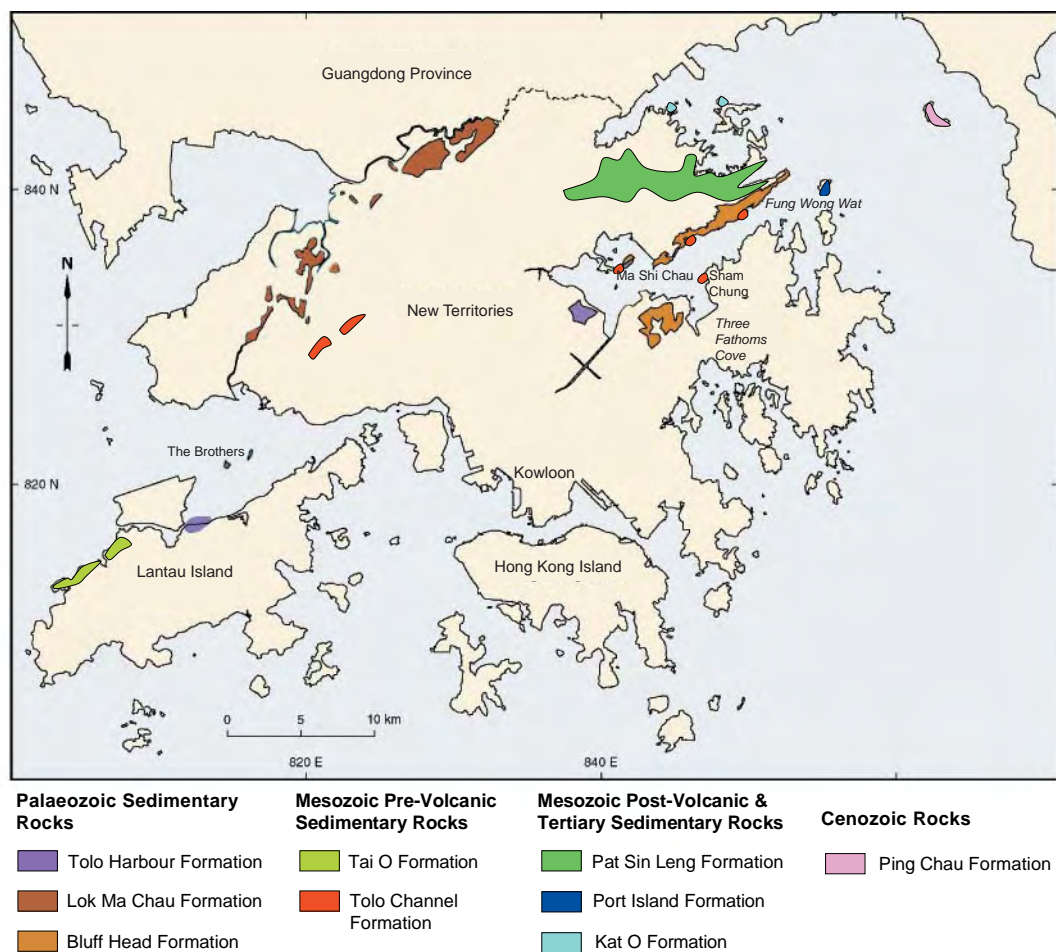 Guangdong Province
840 N
Fung Wong Wat
N
Ma Shi Chau
Sham
Chung
New Territories
Three
Fathoms
Cove
The Brothers
820 N
Kowloon
Lantau Island
Hong Kong Island
0 5 10 km
820 E
840 E
Palaeozoic Sedimentary
Rocks
Tolo Harbour Formation
Lok Ma Chau Formation
Bluff Head Formation
Mesozoic Pre-Volcanic
Sedimentary Rocks
Tai O Formation
Tolo Channel
Formation
Mesozoic Post-Volcanic &
Tertiary Sedimentary Rocks
Pat Sin Leng Formation
Port Island Formation
Kat O Formation
Cenozoic Rocks
Ping Chau Formation